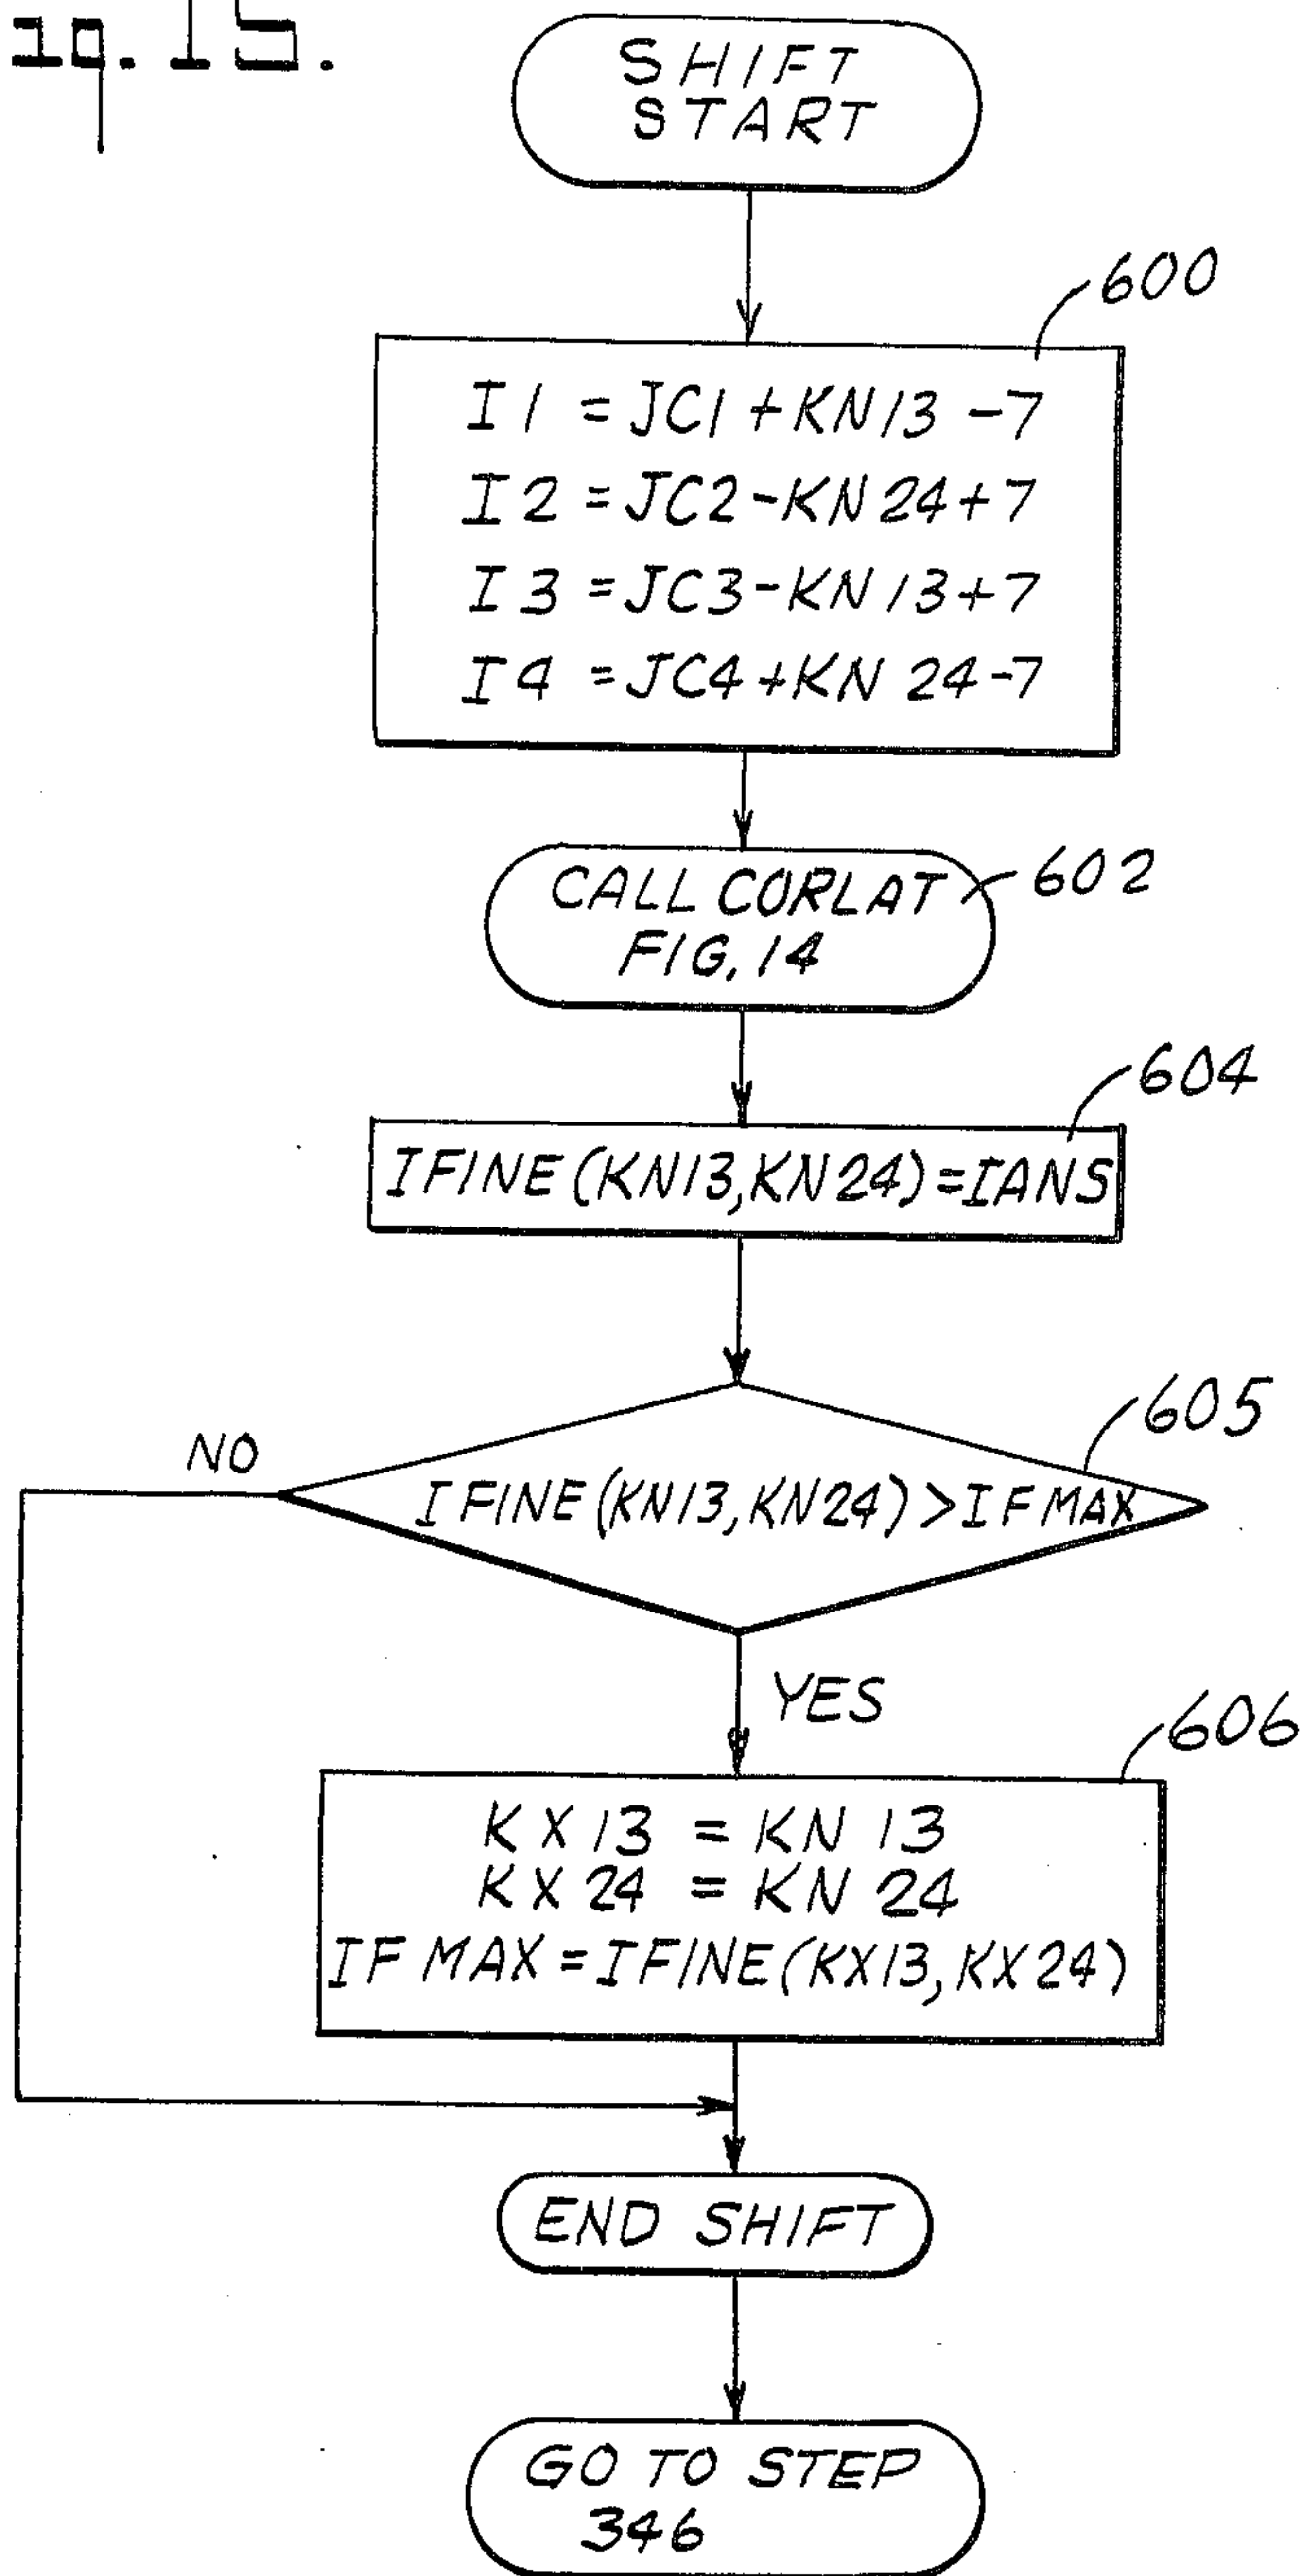 ig. 15.
SHIFT
START
600
I1 = JC1 + KN13 - 7
I2 = JC2 - KN24 + 7
I3 = JC3 - KN13 + 7
I4 = JC4 + KN24 - 7
CALL CORLAT
FIG. 14
602
604
IFINE (KN13, KN24) = IANS
605
NO
IFINE (KN13, KN24) > IFMAX
YES
606
KX13 = KN13
KX24 = KN24
IFMAX = IFINE (KX13, KX24)
END SHIFT
GO TO STEP
346